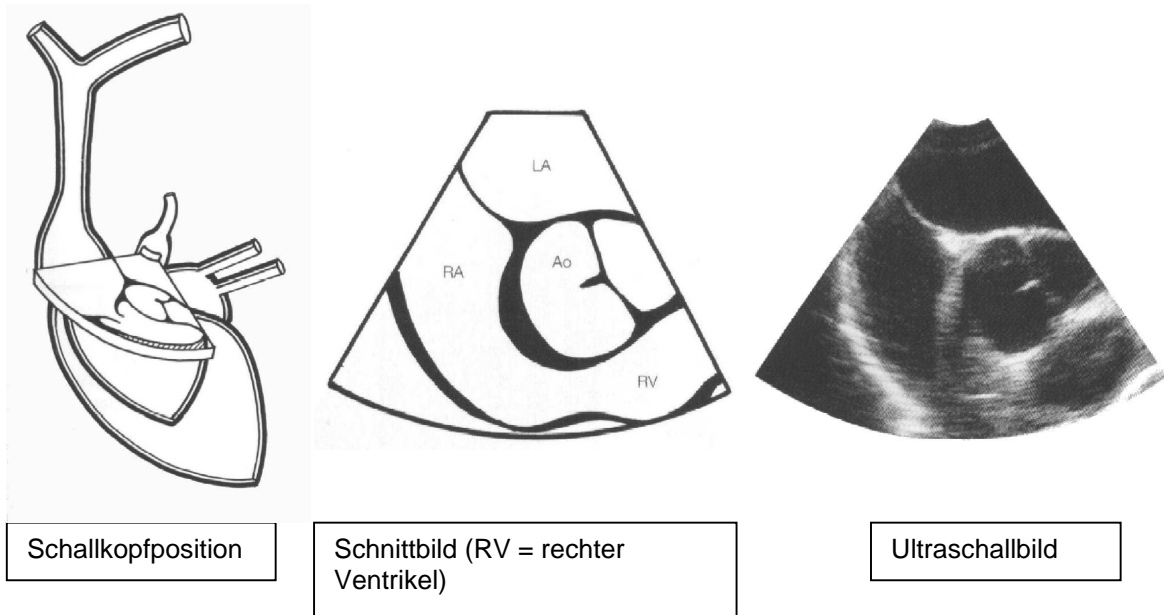 LA
RA
Ao
RV
Schallkopfposition
Schnittbild (RV = rechter
Ventrikel)
Ultraschallbild